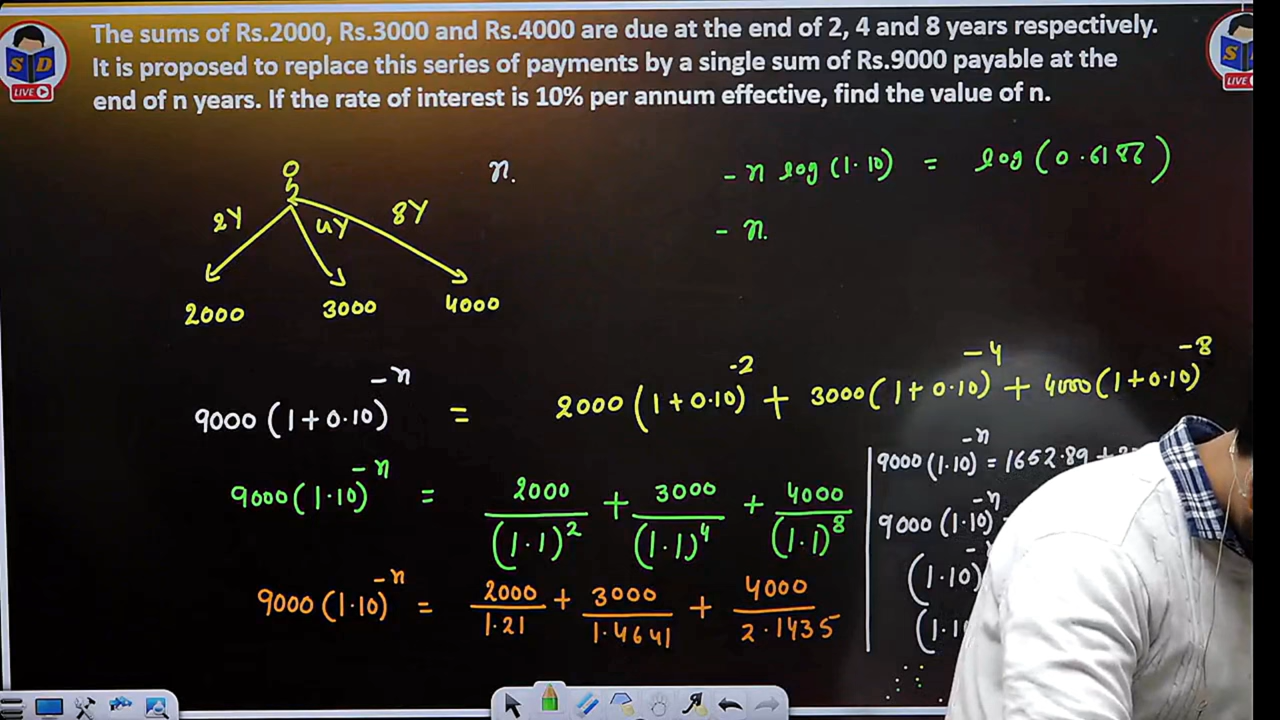 The sums of Rs.2000, Rs.3000 and Rs.4000 are due at the end of 2, 4 and 8 years respectively.
It is proposed to replace this series of payments by a single sum of Rs.9000 payable at the
end of n years. If the rate of interest is 10% per annum effective, find the value of n.
S D
LIVE
S
LIVE
0
n.
2Y 4Y 8Y
2000 3000 4000
- n log (1.10) = log (0.6186)
- n.
9000 (1+0.10)^-n = 2000 (1+0.10)^-2 + 3000 (1+0.10)^-4 + 4000 (1+0.10)^-8
9000 (1.10)^-n = 2000/(1.1)^2 + 3000/(1.1)^4 + 4000/(1.1)^8
9000 (1.10)^-n = 2000/1.21 + 3000/1.4641 + 4000/2.1435
9000 (1.10)^-n = 1652.89 +
9000 (1.10)^-n
(1.10)^-n
(1.10